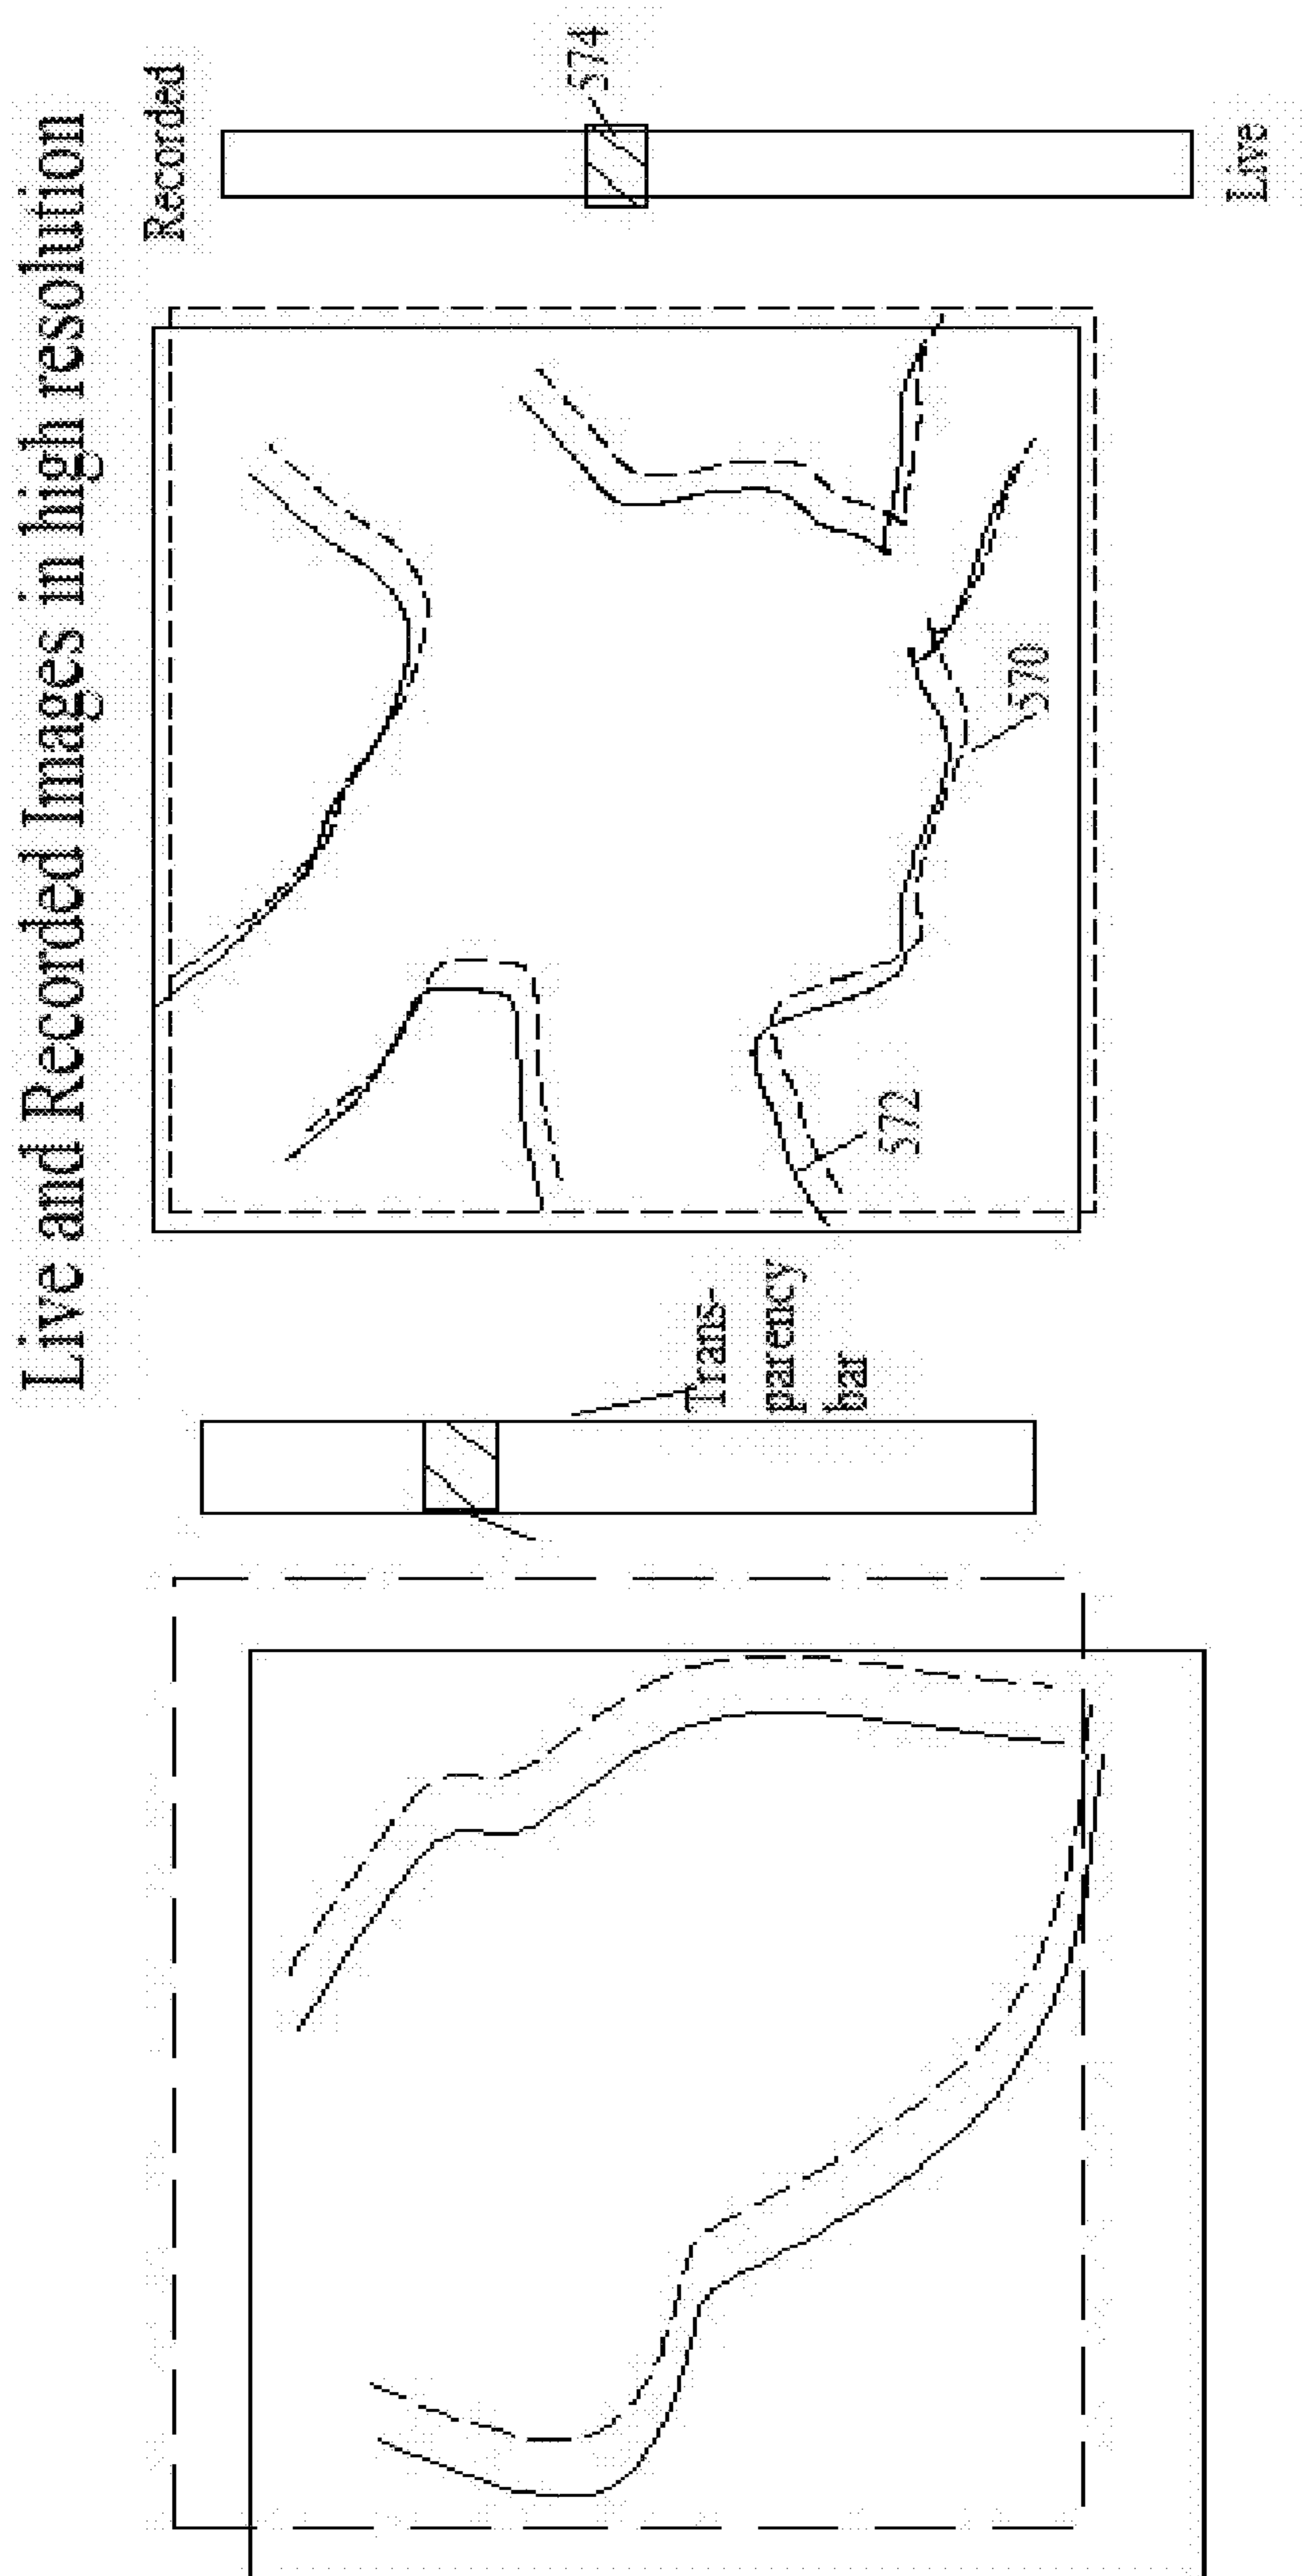 Live and Recorded Images in high resolution
Recorded
574
Live
570
572
Trans-
parency
bar